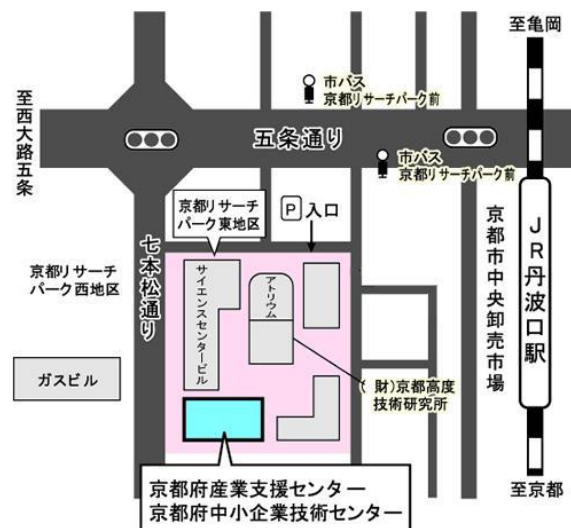 至亀岡
市バス
京都リサーチパーク前
至西大路五条
五条通り
市バス
京都リサーチパーク前
京都リサーチ
パーク東地区
P 入口
七本松通り
京都リサーチ
パーク西地区
サイエンスセンタービル
アトリウム
京都市中央卸売市場
JR丹波口駅
ガスビル
(財)京都高度
技術研究所
京都府産業支援センター
京都府中小企業技術センター
至京都